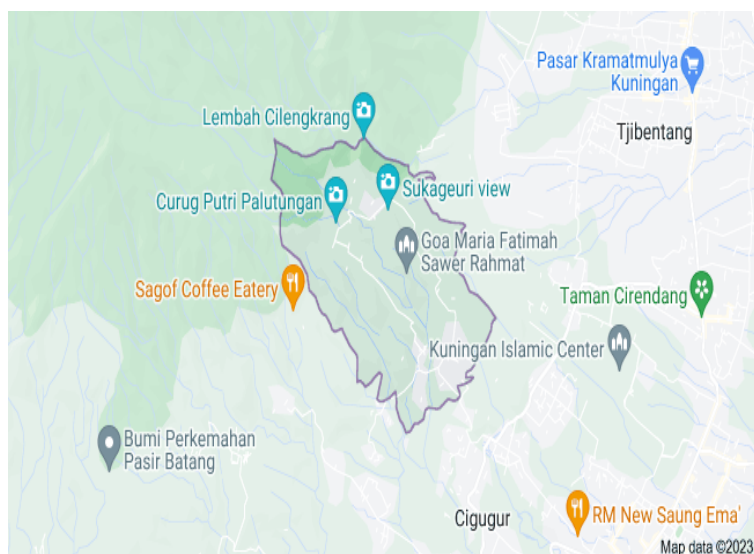 Pasar Kramatmulya
Kuningan
Lembah Cilengkrang
Tjibentang
Curug Putri Palutungan
Sukageuri view
Goa Maria Fatimah
Sawer Rahmat
Sagof Coffee Eatery
Taman Cirendang
Kuningan Islamic Center
Bumi Perkemahan
Pasir Batang
Cigugur
RM New Saung Ema'
Map data ©2023